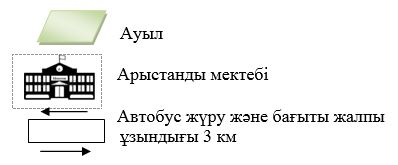 Ауыл
Арыстанды мектебі
Автобус жүру және бағыты жалпы
ұзындығы 3 км